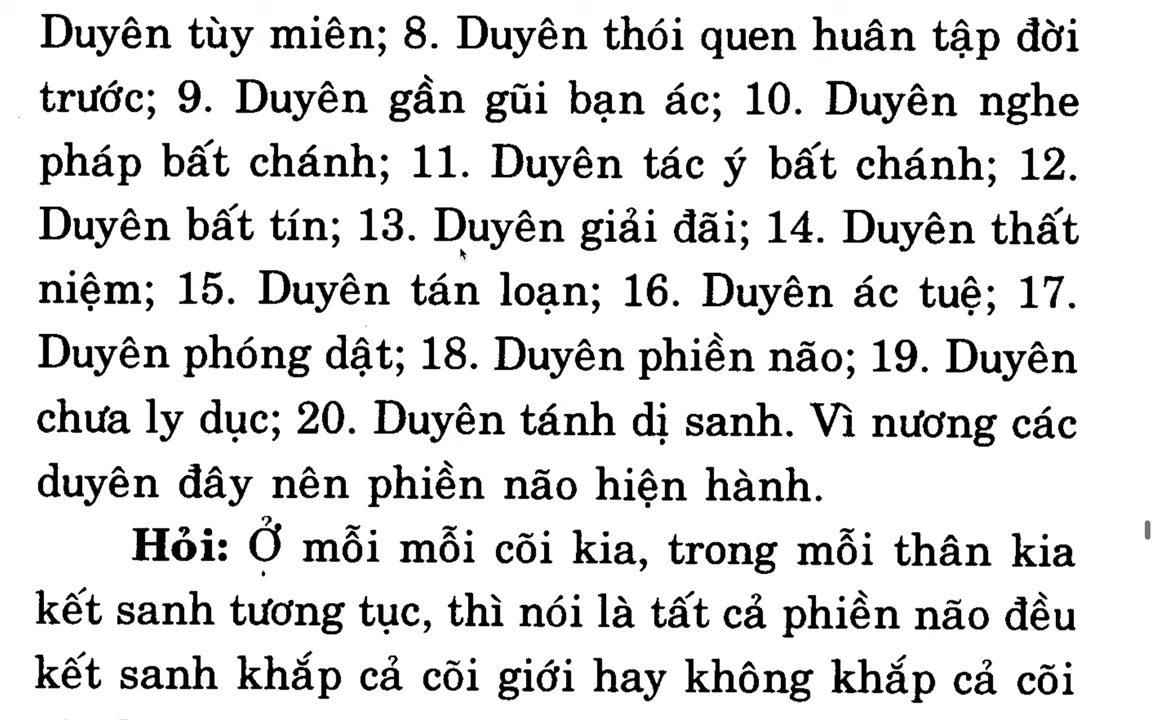 Duyên tùy miên; 8. Duyên thói quen huân tập đời
trước; 9. Duyên gần gũi bạn ác; 10. Duyên nghe
pháp bất chánh; 11. Duyên tác ý bất chánh; 12.
Duyên bất tín; 13. Duyên giải đãi; 14. Duyên thất
niệm; 15. Duyên tán loạn; 16. Duyên ác tuệ; 17.
Duyên phóng dật; 18. Duyên phiền não; 19. Duyên
chưa ly dục; 20. Duyên tánh dị sanh. Vì nương các
duyên đây nên phiền não hiện hành.
Hỏi: Ở mỗi mỗi cõi kia, trong mỗi thân kia
kết sanh tương tục, thì nói là tất cả phiền não đều
kết sanh khắp cả cõi giới hay không khắp cả cõi